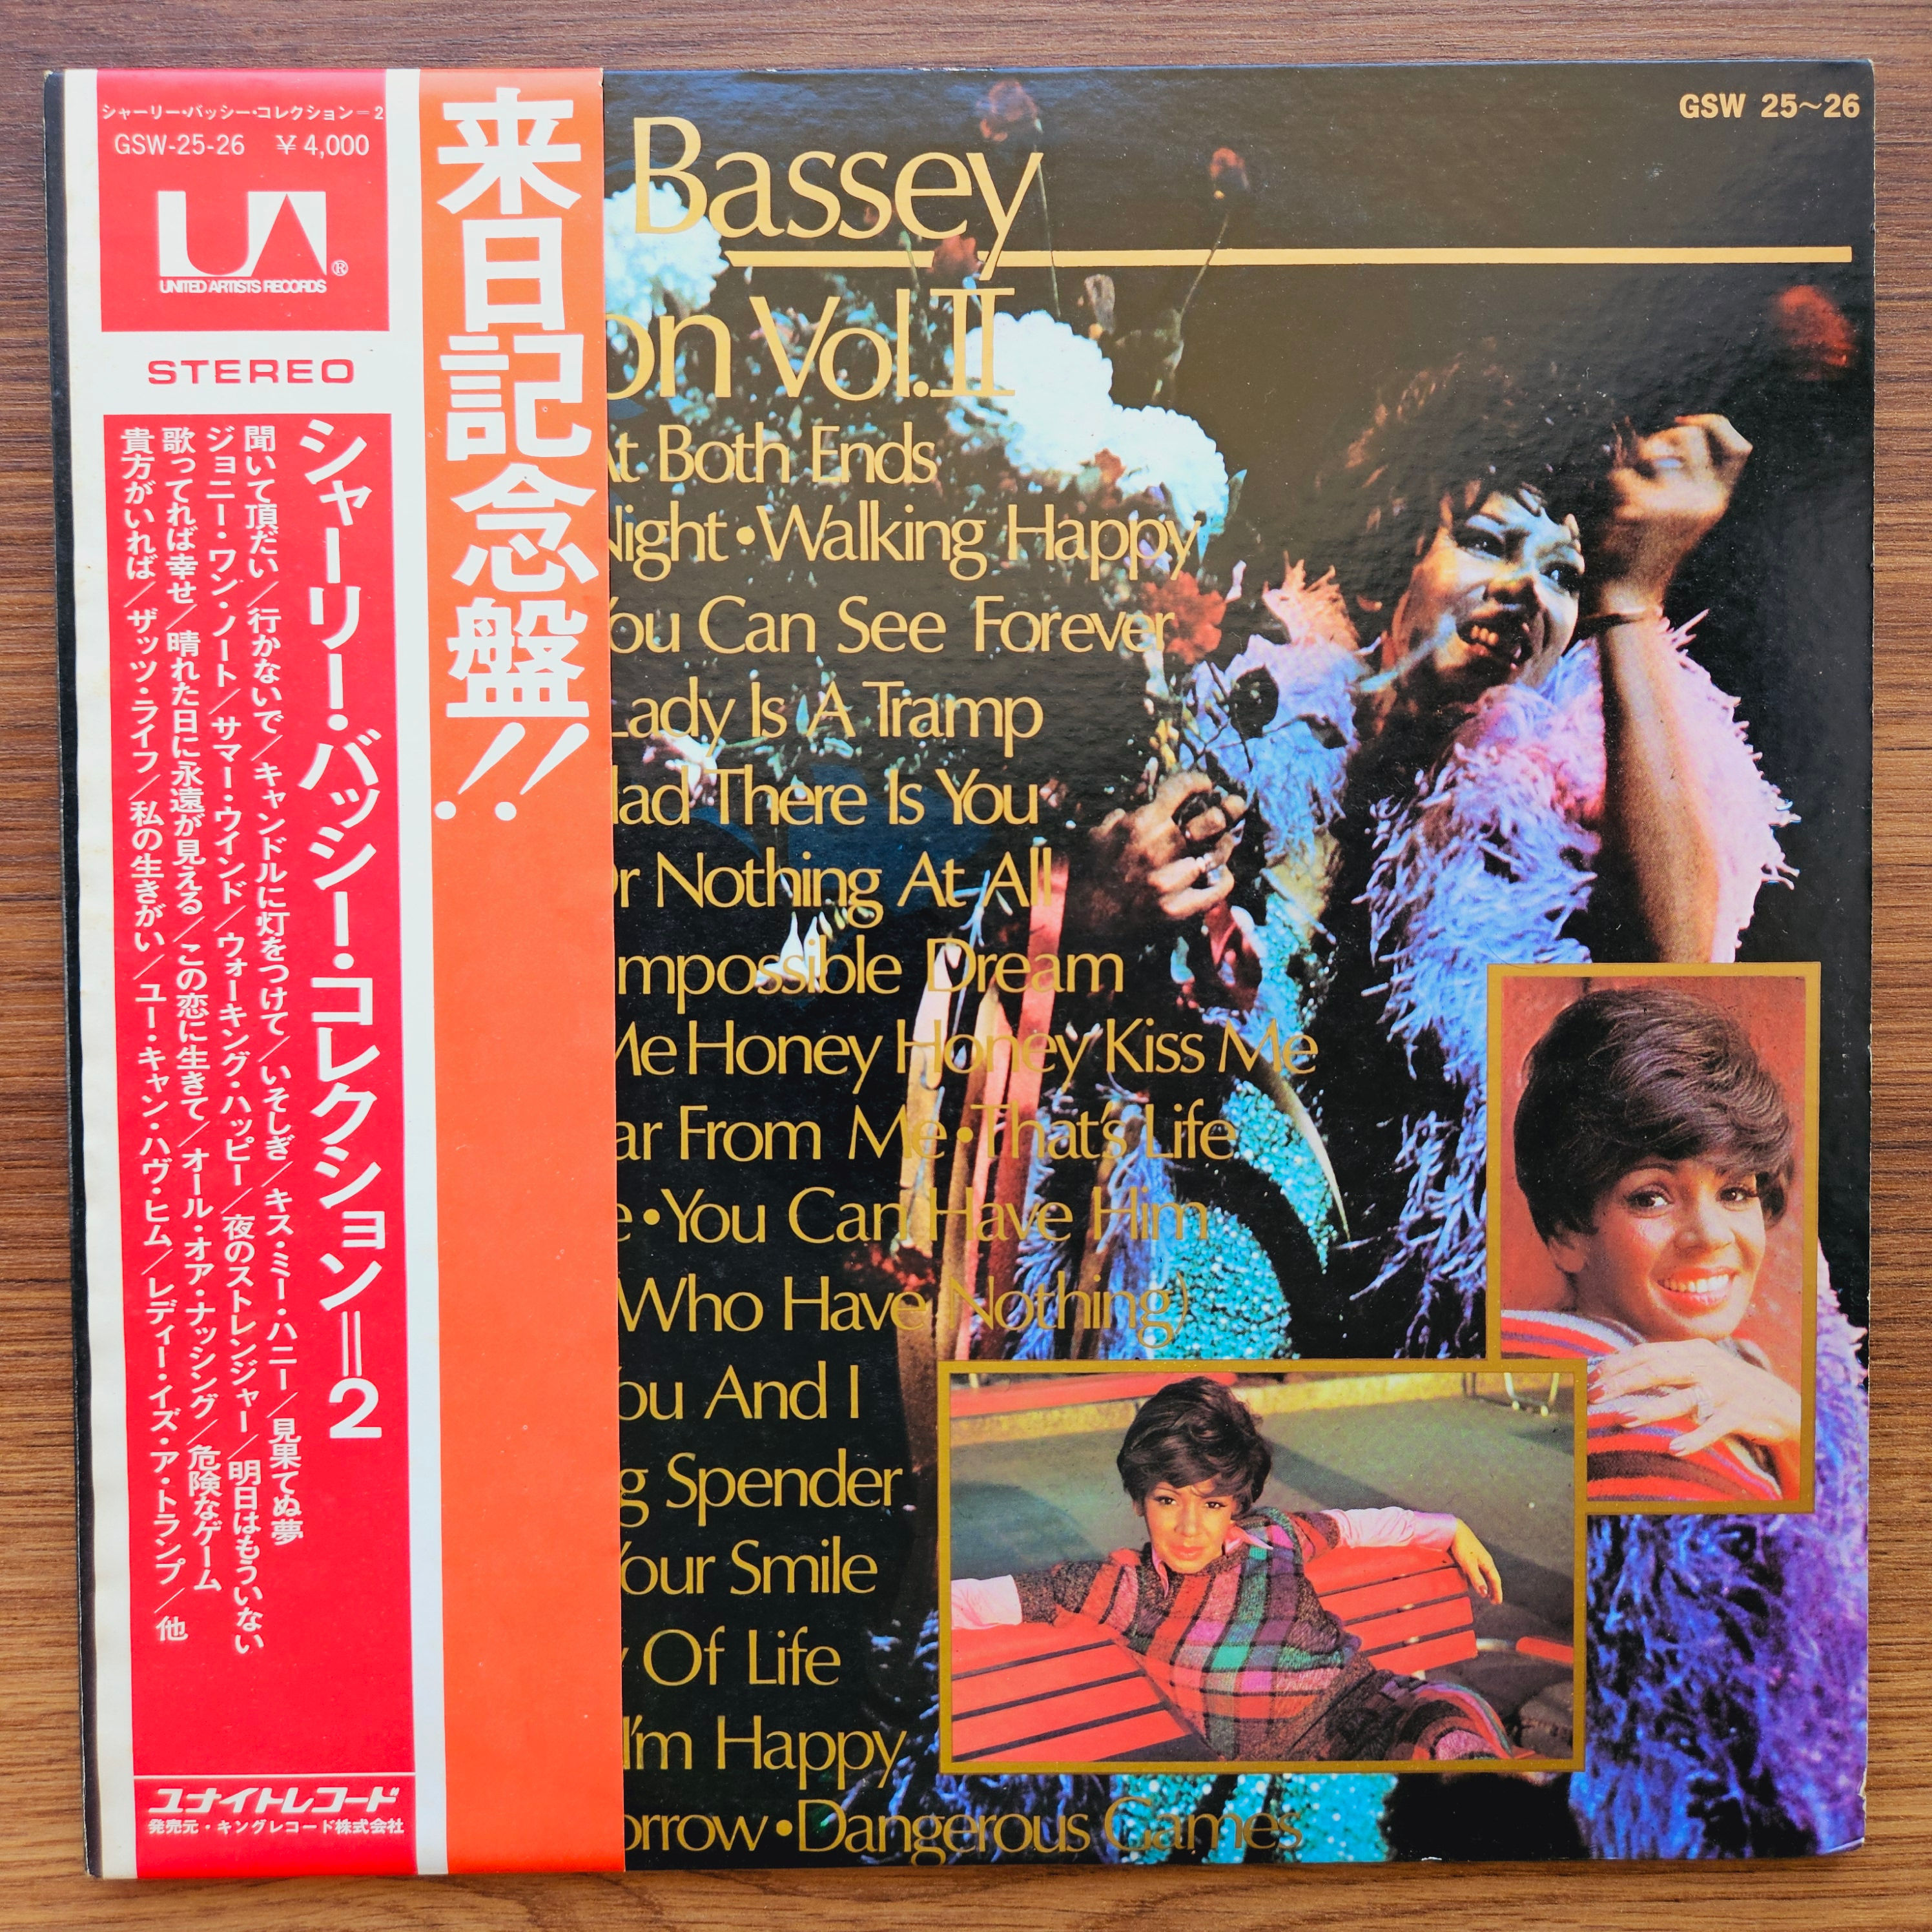 シャーリー・バッシー・コレクション=2
GSW-25-26 ¥4,000
UA®
UNITED ARTISTS RECORDS
STEREO
シャーリー・バッシー・コレクション=2
聞いて頂だい/行かないで/キャンドルに灯をつけて/いそしぎ/キス・ミー・ハニー/見果てぬ夢
ジョニー・ワン・ノート/サマー・ウインド/ウォーキング・ハッピー/夜のストレンジャー/明日はもういない
歌ってれば幸せ/晴れた日に永遠が見える/この恋に生きて/オール・オア・ナッシング/危険なゲーム
貴方がいれば/ザッツ・ライフ/私の生きがい/ユー・キャン・ハヴ・ヒム/レディー・イズ・ア・トランプ/他
ユナイトレコード
発売元・キングレコード株式会社
来日記念盤!!
GSW 25~26
Bassey
on Vol.II
At Both Ends
Night・Walking Happy
You Can See Forever
Lady Is A Tramp
Had There Is You
Or Nothing At All
Impossible Dream
Me Honey Honey Kiss Me
ar From Me・That's Life
e・You Can Have Him
Who Have Nothing)
You And I
g Spender
Your Smile
y Of Life
I'm Happy
orrow・Dangerous Games